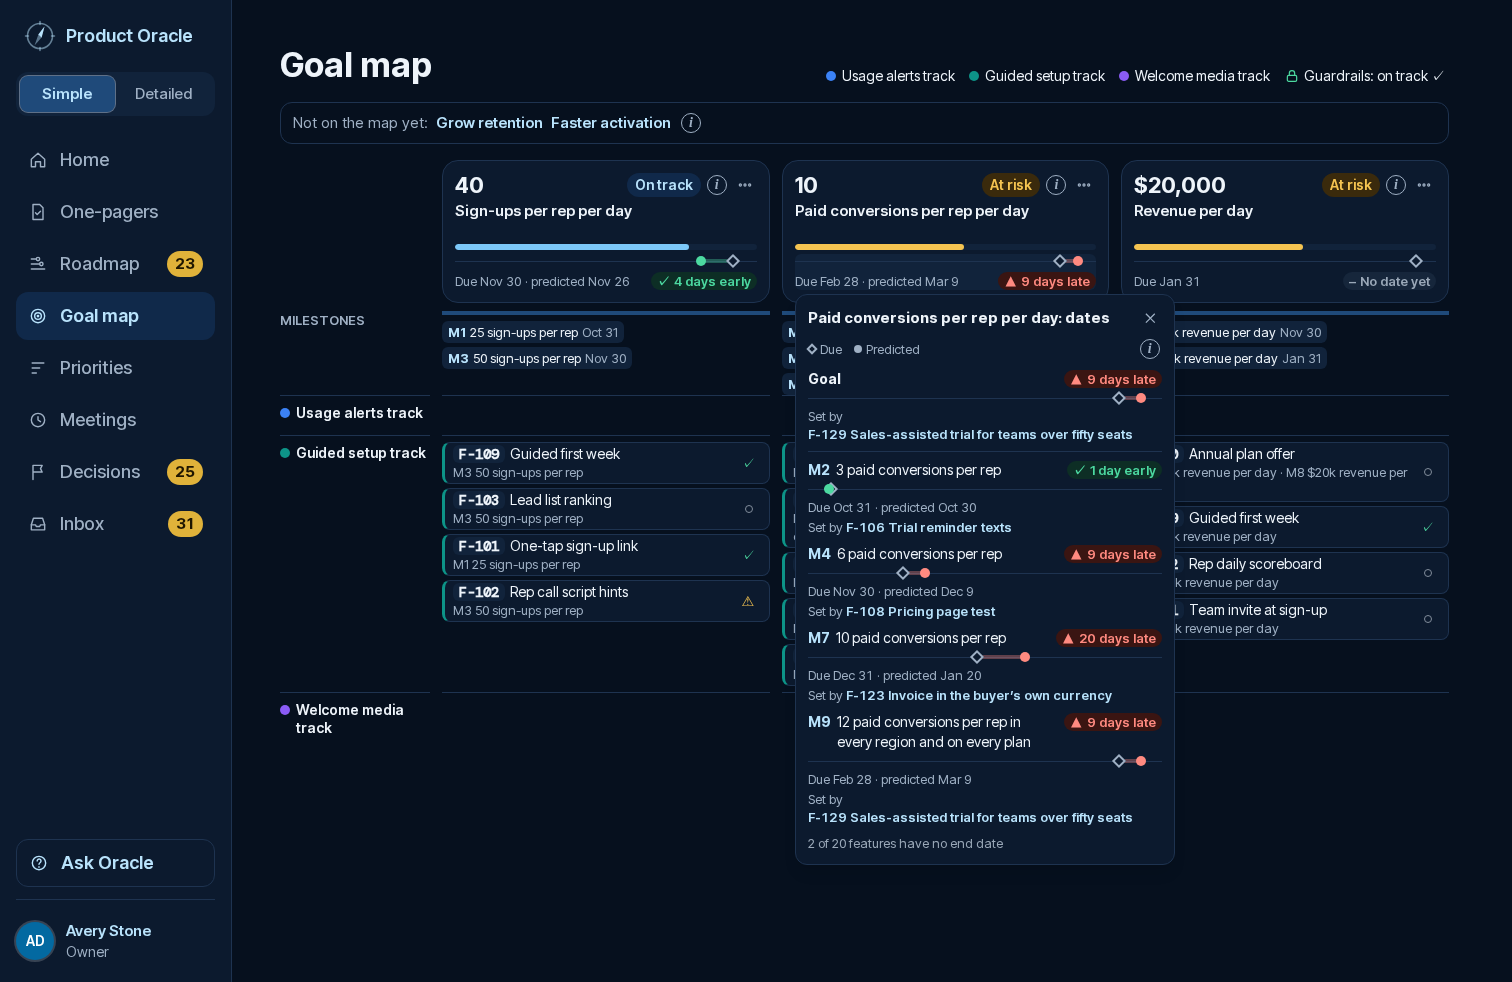 Product Oracle
Simple
Detailed
Home
One-pagers
Roadmap
23
Goal map
Priorities
Meetings
Decisions
25
Inbox
31
Ask Oracle
AD
Avery Stone
Owner
Goal map
Usage alerts track
Guided setup track
Welcome media track
Guardrails: on track ✓
Not on the map yet: Grow retention Faster activation
i
40
On track
i
Sign-ups per rep per day
Due Nov 30 · predicted Nov 26
✓ 4 days early
10
At risk
i
Paid conversions per rep per day
Due Feb 28 · predicted Mar 9
▲ 9 days late
$20,000
At risk
i
Revenue per day
Due Jan 31
– No date yet
MILESTONES
M1 25 sign-ups per rep Oct 31
M3 50 sign-ups per rep Nov 30
k revenue per day Nov 30
k revenue per day Jan 31
Usage alerts track
Guided setup track
F-109 Guided first week
M3 50 sign-ups per rep
✓
F-103 Lead list ranking
M3 50 sign-ups per rep
F-101 One-tap sign-up link
M1 25 sign-ups per rep
✓
F-102 Rep call script hints
M3 50 sign-ups per rep
⚠
Annual plan offer
k revenue per day · M8 $20k revenue per
Guided first week
k revenue per day
✓
Rep daily scoreboard
k revenue per day
Team invite at sign-up
k revenue per day
Welcome media
track
Paid conversions per rep per day: dates
Due
Predicted
i
Goal
▲ 9 days late
Set by
F-129 Sales-assisted trial for teams over fifty seats
M2 3 paid conversions per rep
✓ 1 day early
Due Oct 31 · predicted Oct 30
Set by F-106 Trial reminder texts
M4 6 paid conversions per rep
▲ 9 days late
Due Nov 30 · predicted Dec 9
Set by F-108 Pricing page test
M7 10 paid conversions per rep
▲ 20 days late
Due Dec 31 · predicted Jan 20
Set by F-123 Invoice in the buyer’s own currency
M9 12 paid conversions per rep in
every region and on every plan
▲ 9 days late
Due Feb 28 · predicted Mar 9
Set by
F-129 Sales-assisted trial for teams over fifty seats
2 of 20 features have no end date